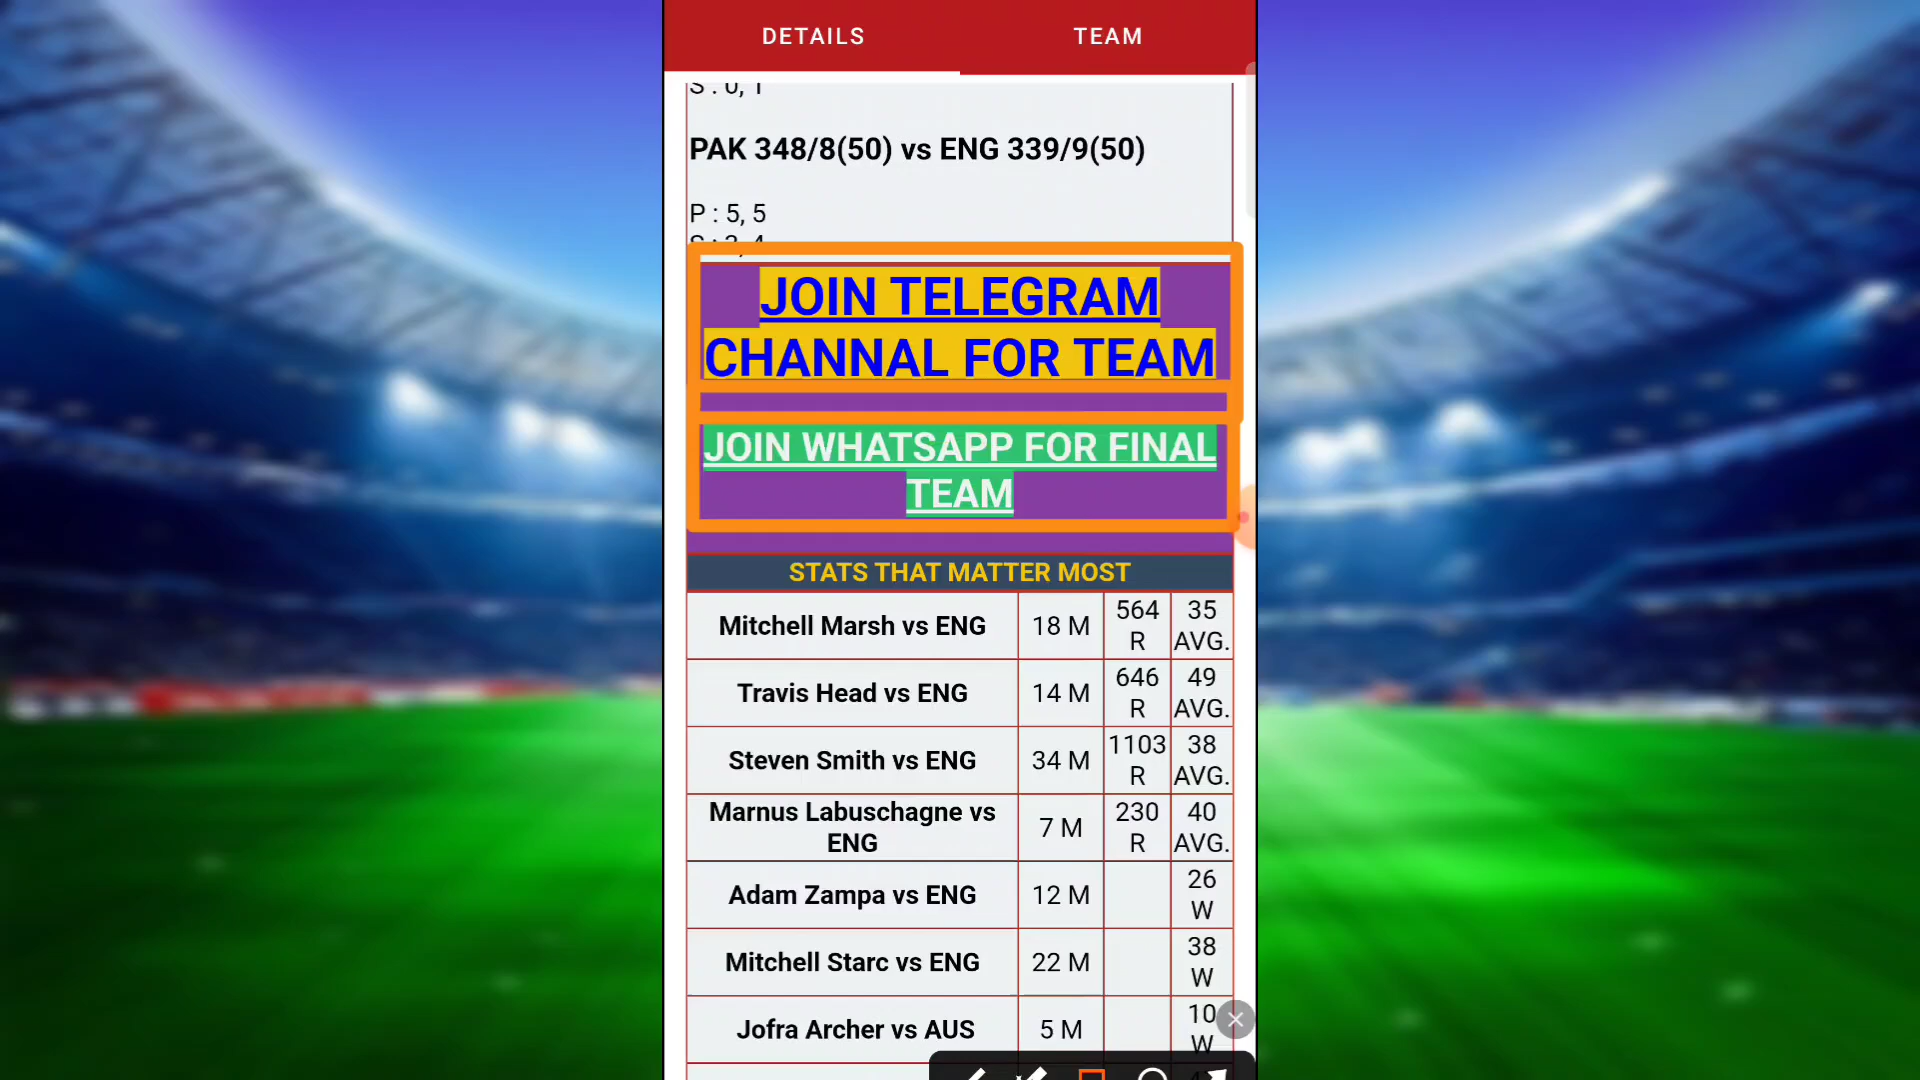 DETAILS
TEAM
PAK 348/8(50) vs ENG 339/9(50)
P : 5, 5
JOIN TELEGRAM
CHANNAL FOR TEAM
JOIN WHATSAPP FOR FINAL
TEAM
STATS THAT MATTER MOST
Mitchell Marsh vs ENG 18 M 564 R 35 AVG.
Travis Head vs ENG 14 M 646 R 49 AVG.
Steven Smith vs ENG 34 M 1103 R 38 AVG.
Marnus Labuschagne vs ENG 7 M 230 R 40 AVG.
Adam Zampa vs ENG 12 M 26 W
Mitchell Starc vs ENG 22 M 38 W
Jofra Archer vs AUS 5 M 10 W